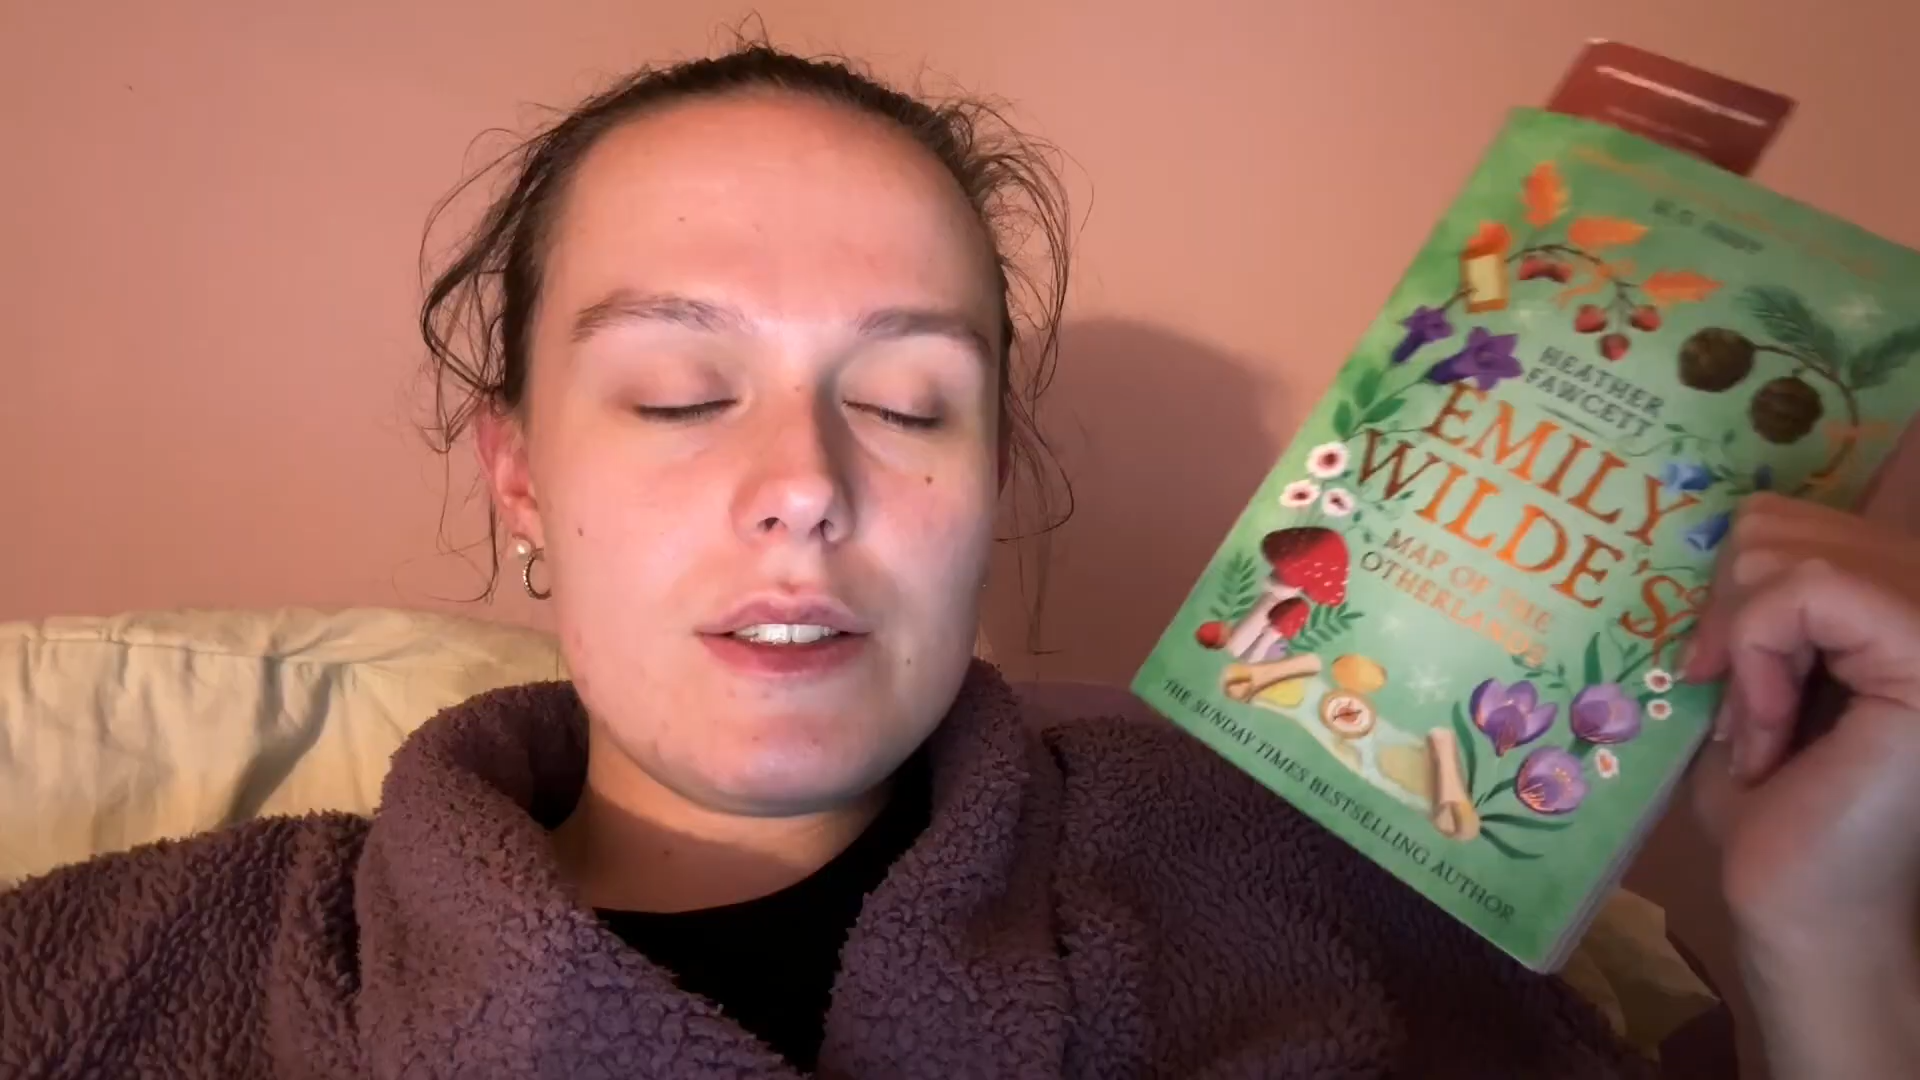 HEATHER
FAWCETT
EMILY
WILDE'S
MAP OF THE
OTHERLANDS
THE SUNDAY TIMES BESTSELLING AUTHOR